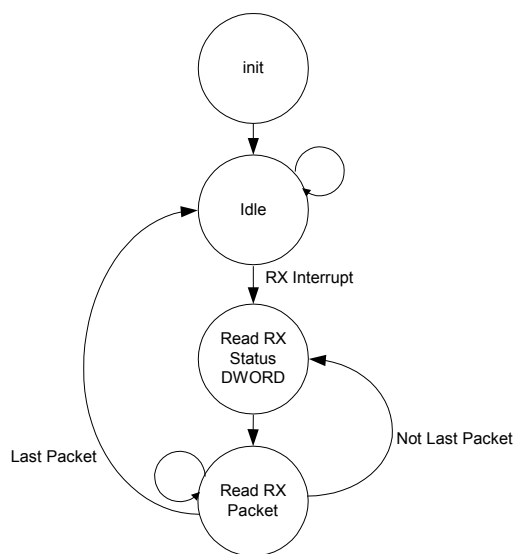 init
Idle
RX Interrupt
Read RX
Status
DWORD
Not Last Packet
Last Packet
Read RX
Packet